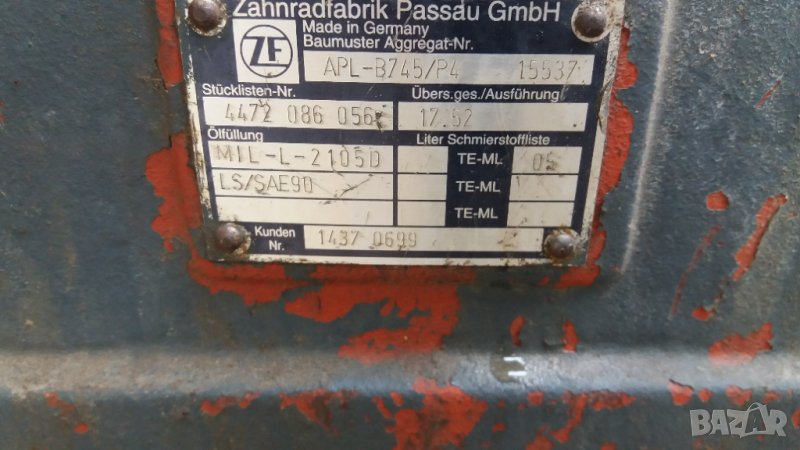 Zahnradfabrik Passau GmbH
ZF
Made in Germany
Baumuster Aggregat-Nr.
APL-B745/P4 15537
Stücklisten-Nr. Übers.ges./Ausführung
4472 086 056 17.52
Ölfüllung Liter Schmierstoffliste
MIL-L-2105D TE-ML 05
LS/SAE90 TE-ML
TE-ML
Kunden Nr. 1437 0699
BAZAR